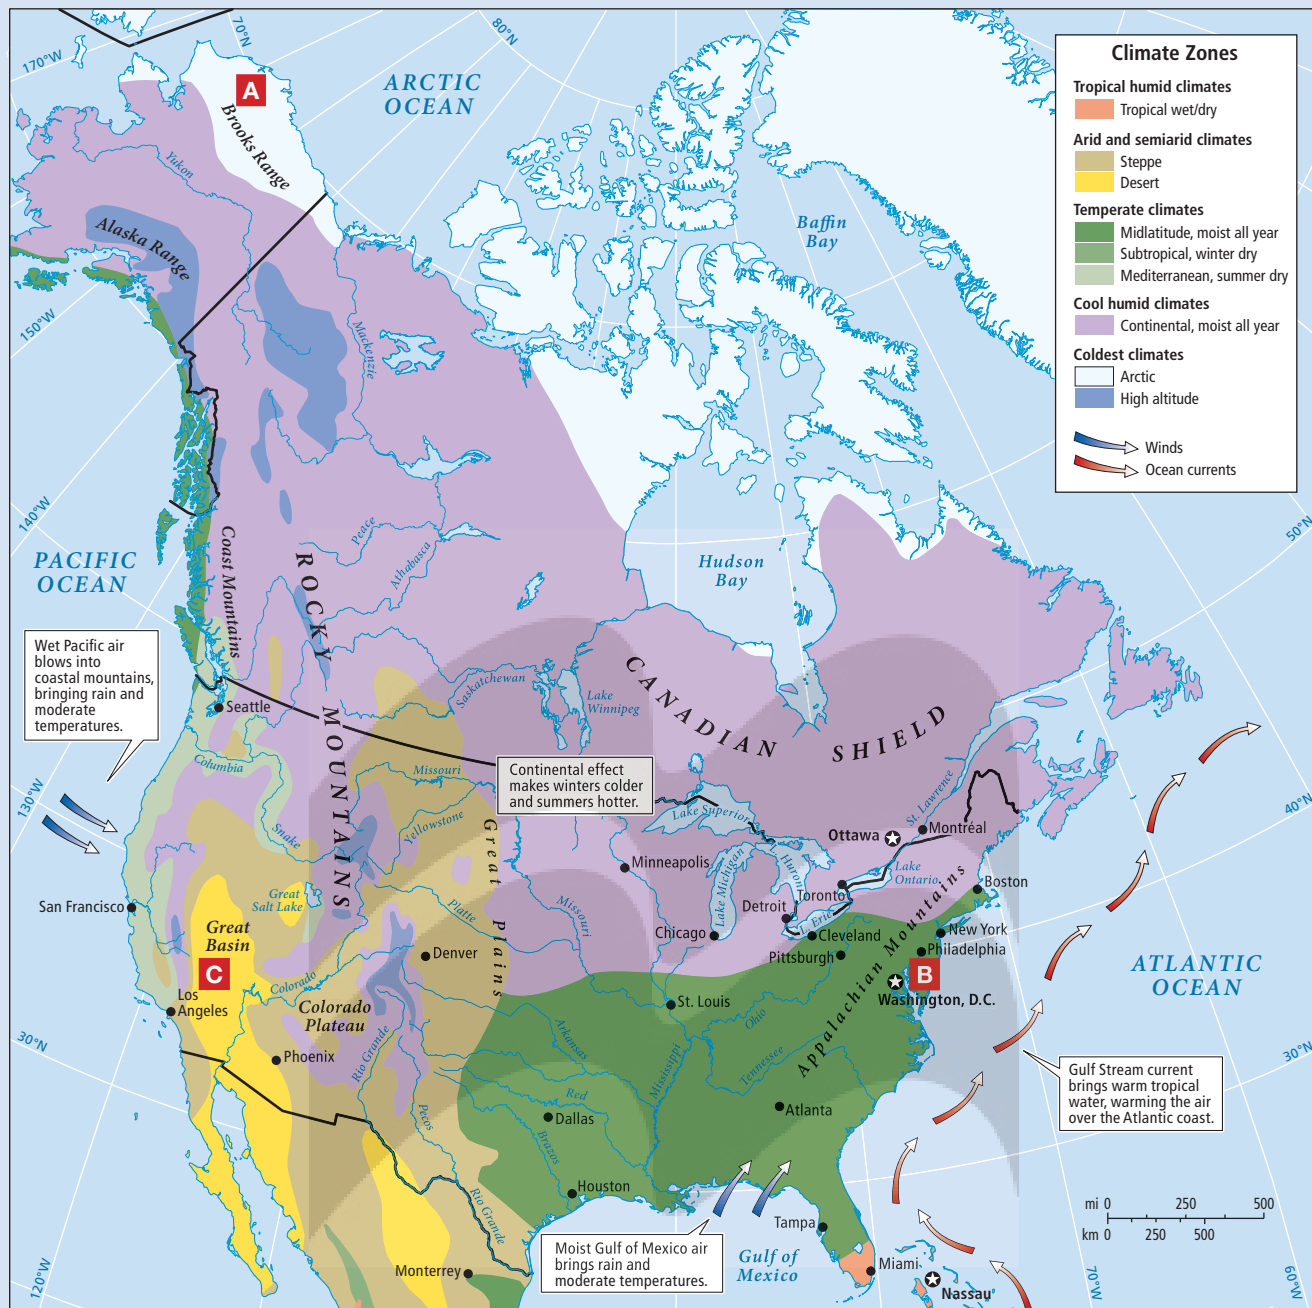 170°W
70°N
80°N
ARCTIC
OCEAN
A
Brooks Range
Yukon
Alaska Range
150°W
Mackenzie
Baffin
Bay
Climate Zones
Tropical humid climates
Tropical wet/dry
Arid and semiarid climates
Steppe
Desert
Temperate climates
Midlatitude, moist all year
Subtropical, winter dry
Mediterranean, summer dry
Cool humid climates
Continental, moist all year
Coldest climates
Arctic
High altitude
Winds
Ocean currents
140°W
50°N
PACIFIC
OCEAN
Coast Mountains
Peace
Athabasca
ROCKY MOUNTAINS
Hudson
Bay
Wet Pacific air
blows into
coastal mountains,
bringing rain and
moderate
temperatures.
Seattle
Saskatchewan
Lake
Winnipeg
CANADIAN SHIELD
Columbia
Missouri
Continental effect
makes winters colder
and summers hotter.
130°W
40°N
Snake
Yellowstone
Great Plains
Lake Superior
St. Lawrence
Ottawa
Montréal
Minneapolis
Lake Michigan
L. Huron
Lake
Ontario
Toronto
Boston
Great
Salt Lake
San Francisco
Platte
Missouri
Detroit
L. Erie
Chicago
Cleveland
Pittsburgh
New York
Philadelphia
Great
Basin
C
Denver
B
Washington, D.C.
Appalachian Mountains
ATLANTIC
OCEAN
Los
Angeles
Colorado
Colorado
Plateau
St. Louis
Ohio
30°N
Phoenix
Rio Grande
Arkansas
Mississippi
Tennessee
30°N
Gulf Stream current
brings warm tropical
water, warming the air
over the Atlantic coast.
Pecos
Red
Dallas
Brazos
Atlanta
Houston
Rio Grande
Tampa
mi 0 250 500
km 0 250 500
Moist Gulf of Mexico air
brings rain and
moderate temperatures.
Gulf of
Mexico
Monterrey
Miami
Nassau
120°W
70°W
60°W